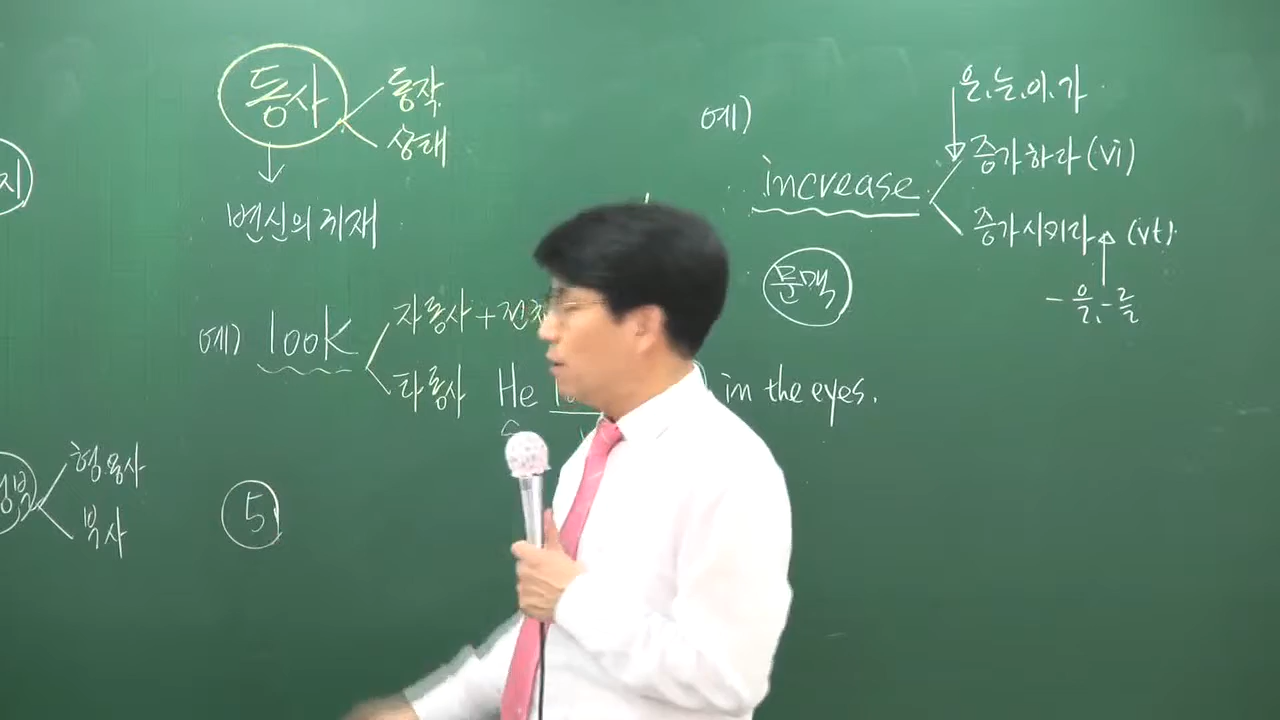 동사
동작
상태
변신의 귀재
예) look
자동사 + 전치
타동사 He
in the eyes.
형용사
부사
5
예)
increase
은.는.이.가
증가하다 (vi)
증가시키다 (vt)
-을.-를
문맥